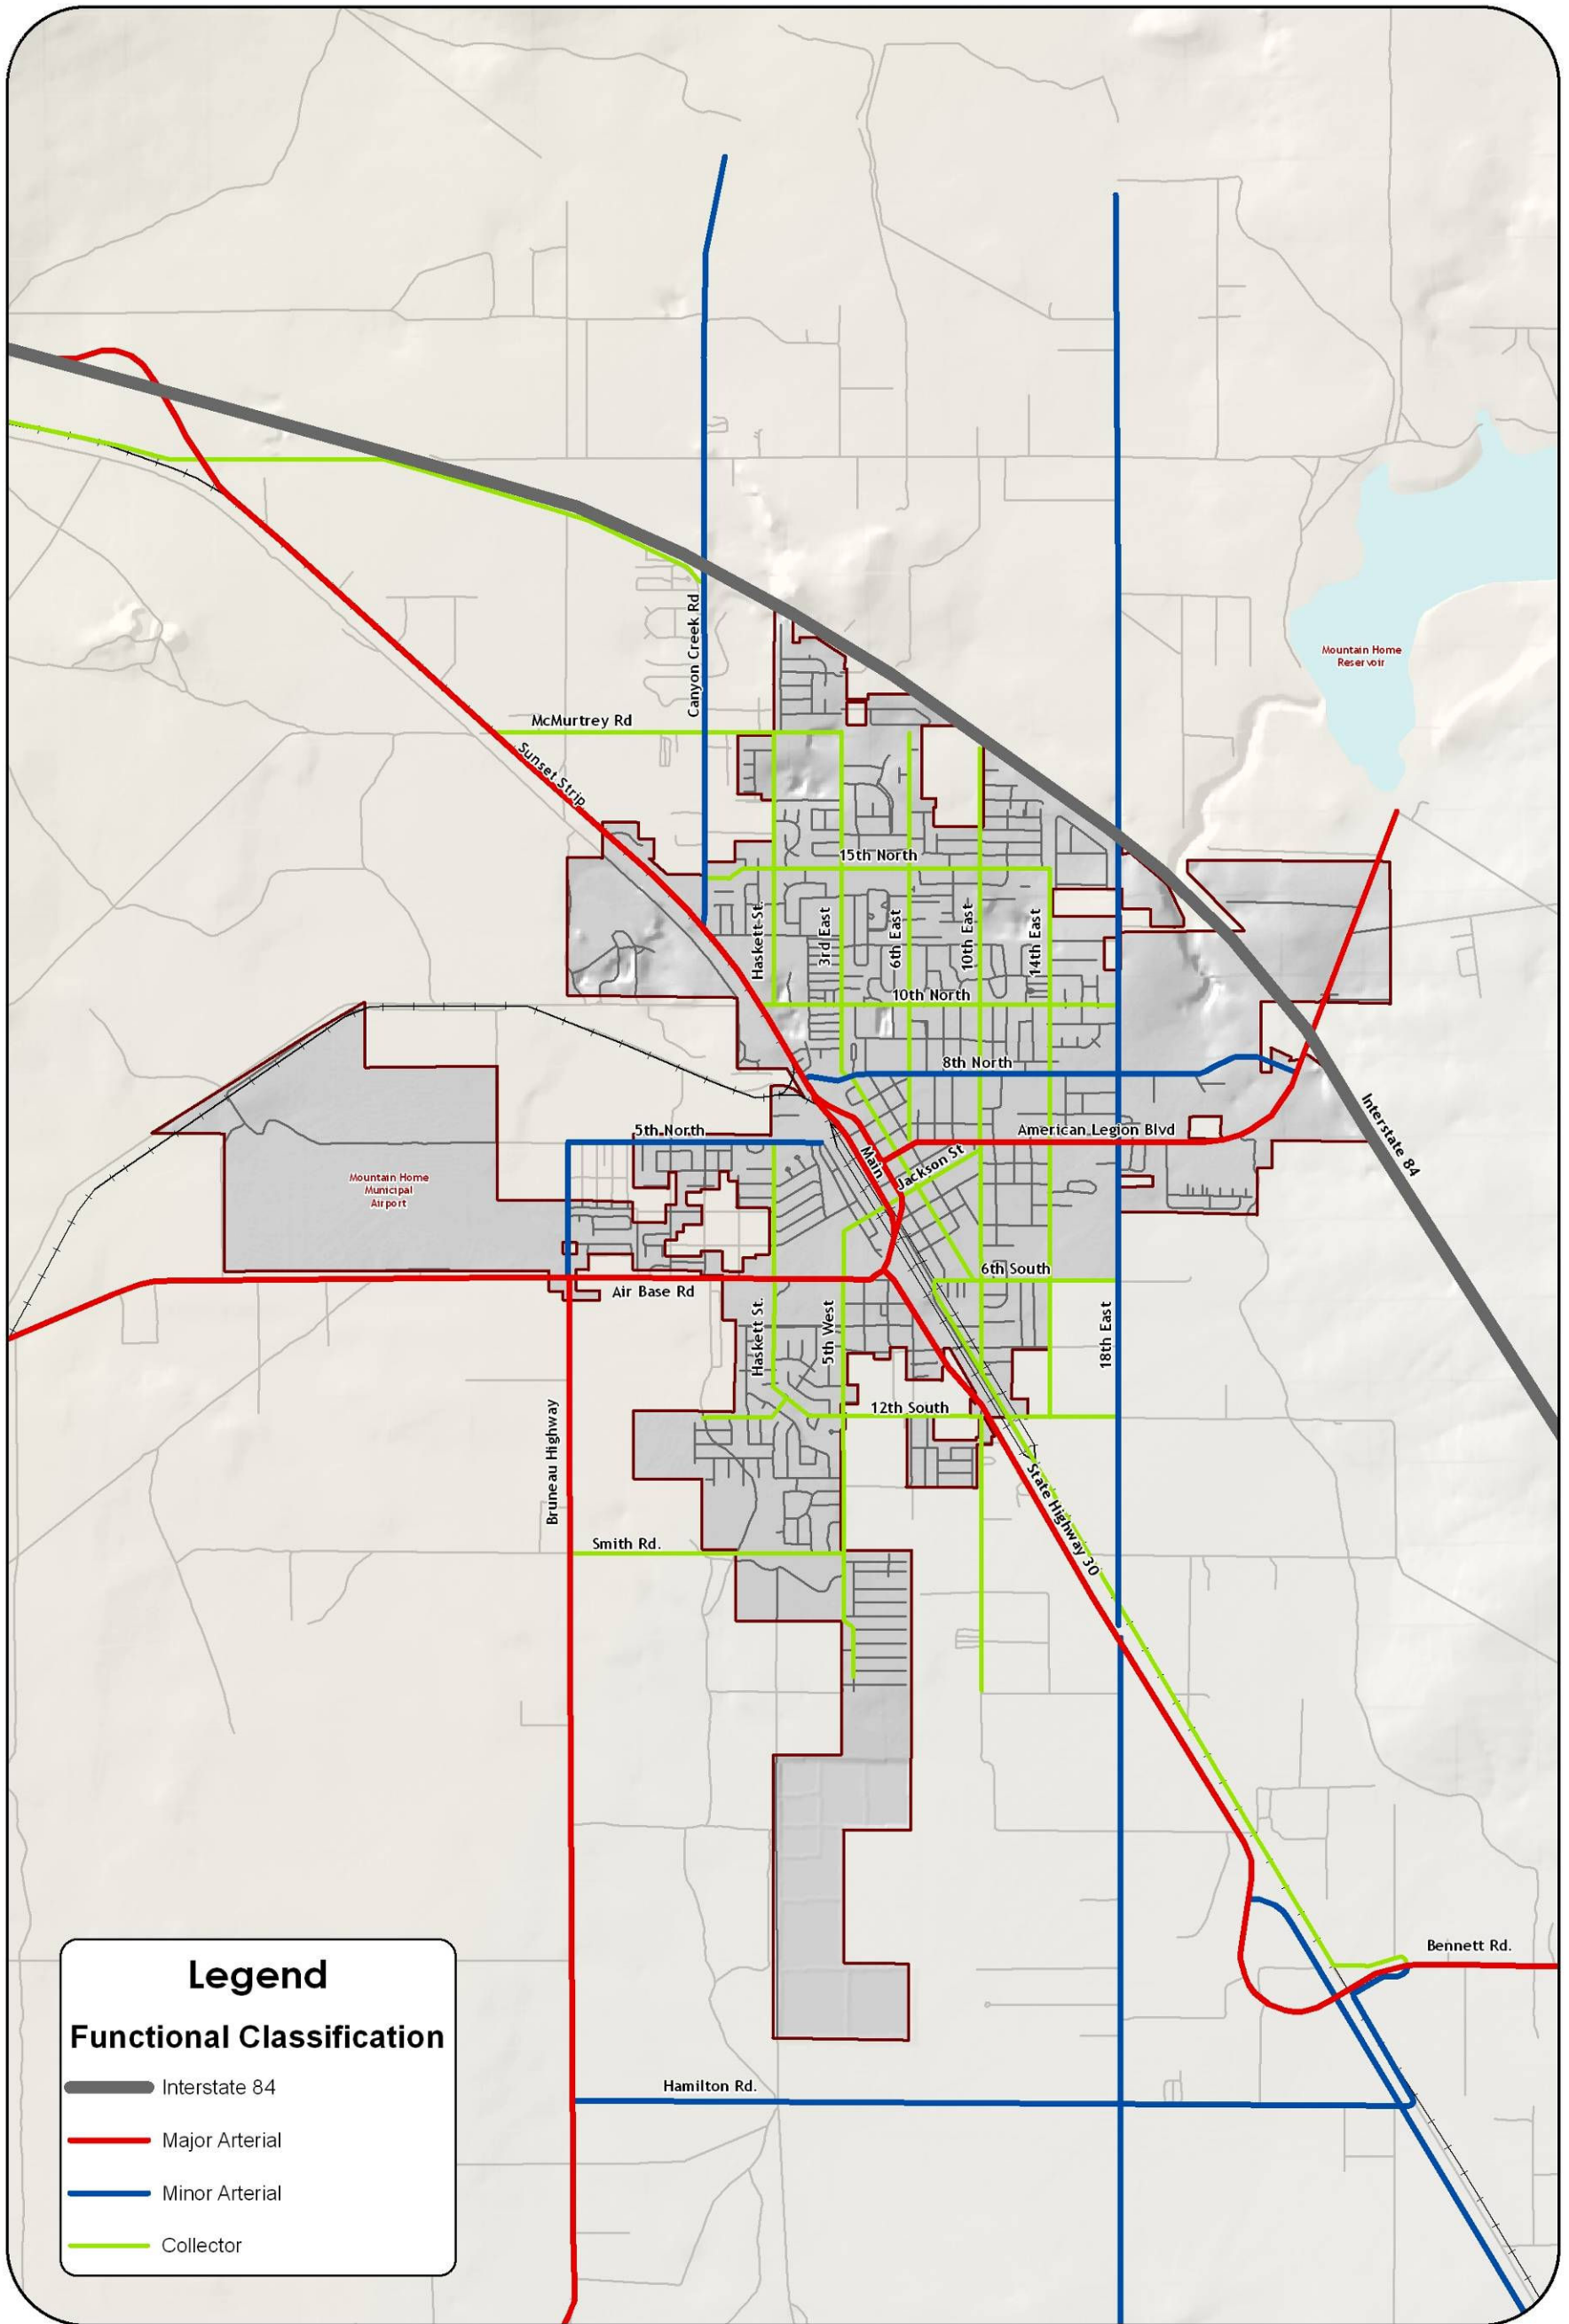 Mountain Home
Reservoir
Canyon Creek Rd
McMurtrey Rd
Sunset Strip
15th North
Haskett St.
3rd East
6th East
10th East
14th East
10th North
8th North
Interstate 84
5th North
American Legion Blvd
Main
Jackson St
Mountain Home
Municipal
Airport
6th South
Air Base Rd
Haskett St.
5th West
18th East
12th South
Bruneau Highway
State Highway 30
Smith Rd.
Bennett Rd.
Hamilton Rd.
Legend
Functional Classification
Interstate 84
Major Arterial
Minor Arterial
Collector